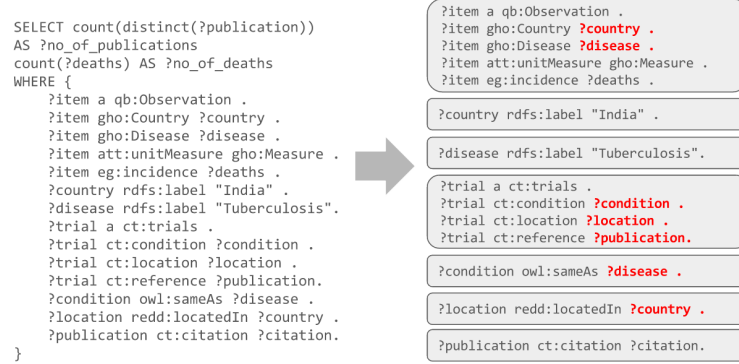 SELECT count(distinct(?publication))
AS ?no_of_publications
count(?deaths) AS ?no_of_deaths
WHERE {
?item a qb:Observation .
?item gho:Country ?country .
?item gho:Disease ?disease .
?item att:unitMeasure gho:Measure .
?item eg:incidence ?deaths .
?country rdfs:label "India" .
?disease rdfs:label "Tuberculosis".
?trial a ct:trials .
?trial ct:condition ?condition .
?trial ct:location ?location .
?trial ct:reference ?publication.
?condition owl:sameAs ?disease .
?location redd:locatedIn ?country .
?publication ct:citation ?citation.
}
?item a qb:Observation .
?item gho:Country ?country .
?item gho:Disease ?disease .
?item att:unitMeasure gho:Measure .
?item eg:incidence ?deaths .
?country rdfs:label "India" .
?disease rdfs:label "Tuberculosis".
?trial a ct:trials .
?trial ct:condition ?condition .
?trial ct:location ?location .
?trial ct:reference ?publication.
?condition owl:sameAs ?disease .
?location redd:locatedIn ?country .
?publication ct:citation ?citation.